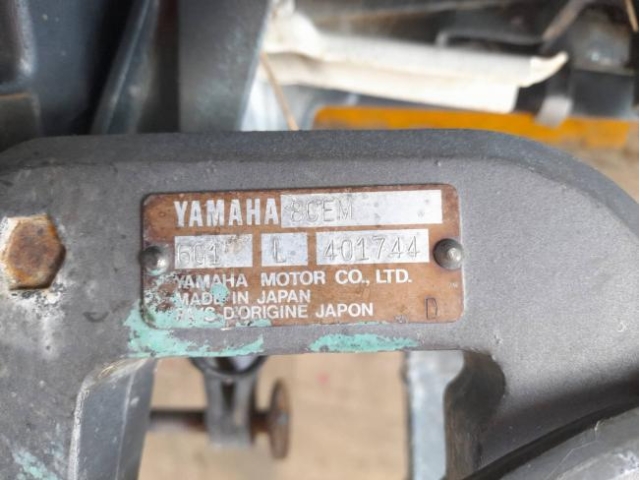 YAMAHA 8CEM
6G1 L 401744
YAMAHA MOTOR CO., LTD.
MADE IN JAPAN
PAYS D'ORIGINE JAPON D